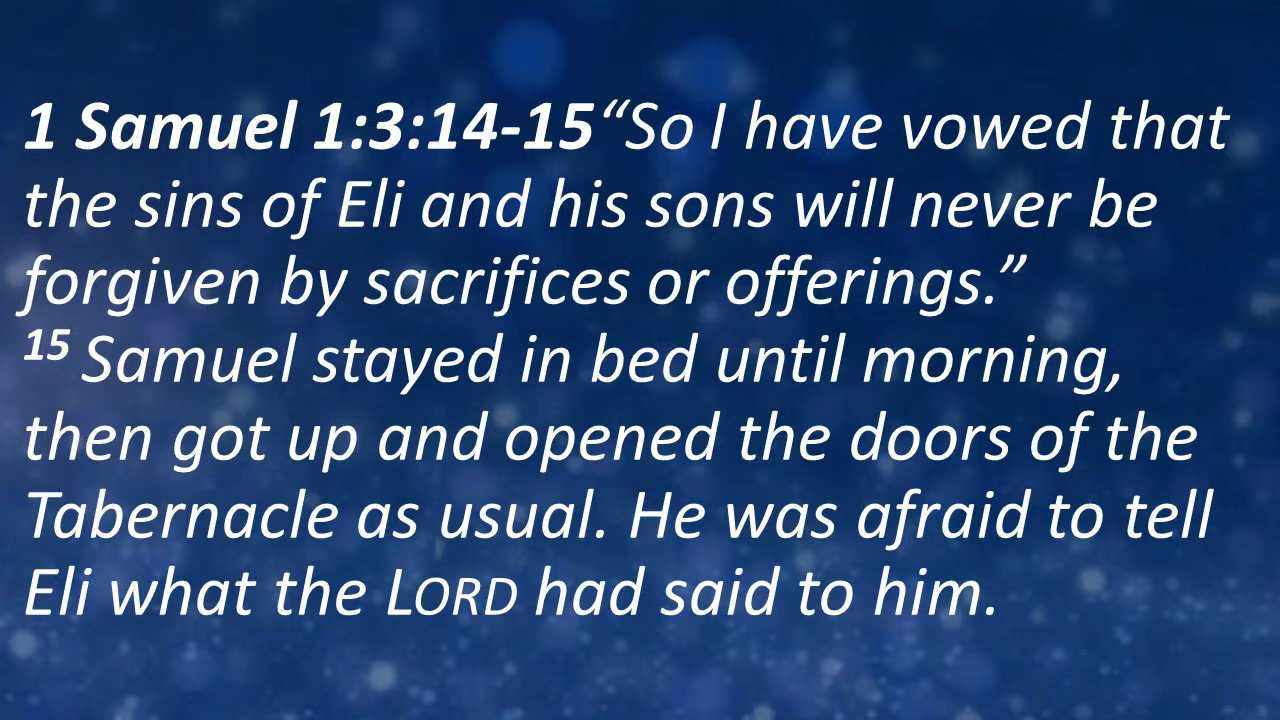 1 Samuel 1:3:14-15“So I have vowed that
the sins of Eli and his sons will never be
forgiven by sacrifices or offerings.”
15 Samuel stayed in bed until morning,
then got up and opened the doors of the
Tabernacle as usual. He was afraid to tell
Eli what the LORD had said to him.